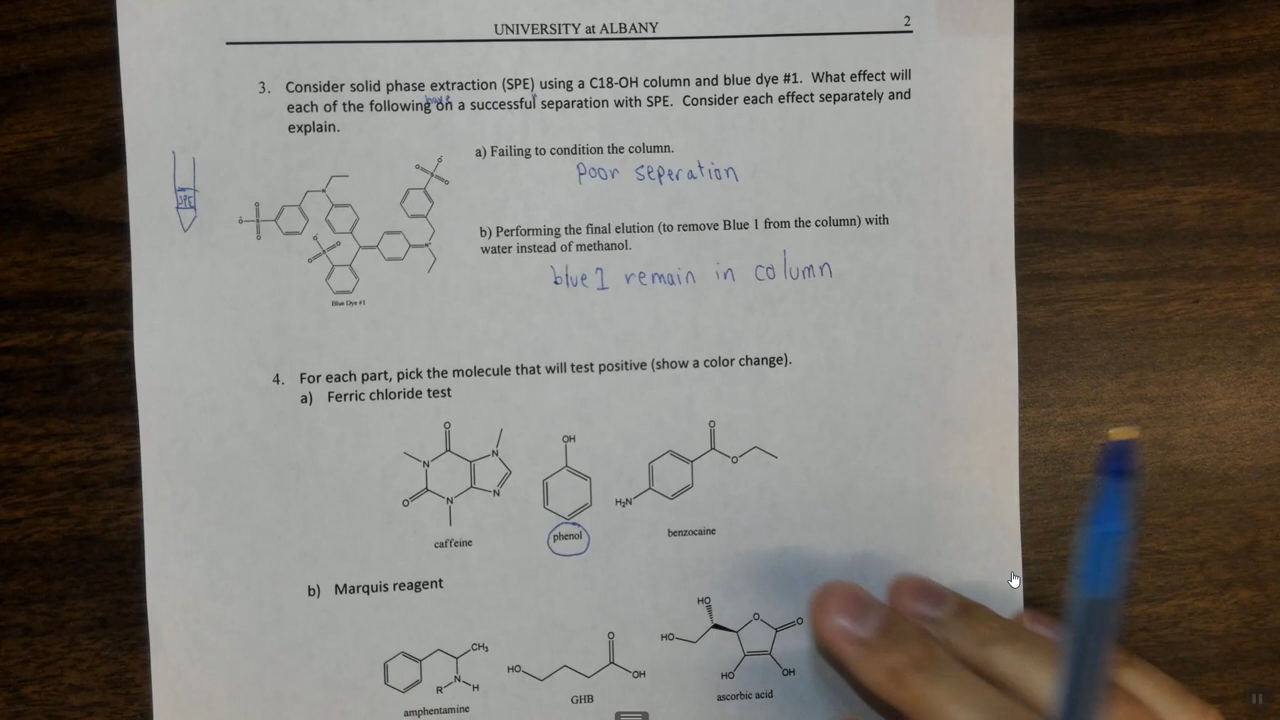 UNIVERSITY at ALBANY
2
3. Consider solid phase extraction (SPE) using a C18-OH column and blue dye #1. What effect will
each of the following have on a successful separation with SPE. Consider each effect separately and
explain.
a) Failing to condition the column.
Poor seperation
SPE
b) Performing the final elution (to remove Blue 1 from the column) with
water instead of methanol.
blue 1 remain in column
Blue Dye #1
4. For each part, pick the molecule that will test positive (show a color change).
a) Ferric chloride test
O
N
N
O
N
N
caffeine
OH
phenol
O
O
H₂N
benzocaine
b) Marquis reagent
CH₃
R
N
H
amphentamine
HO
O
OH
GHB
HO
HO
O
O
HO
OH
ascorbic acid